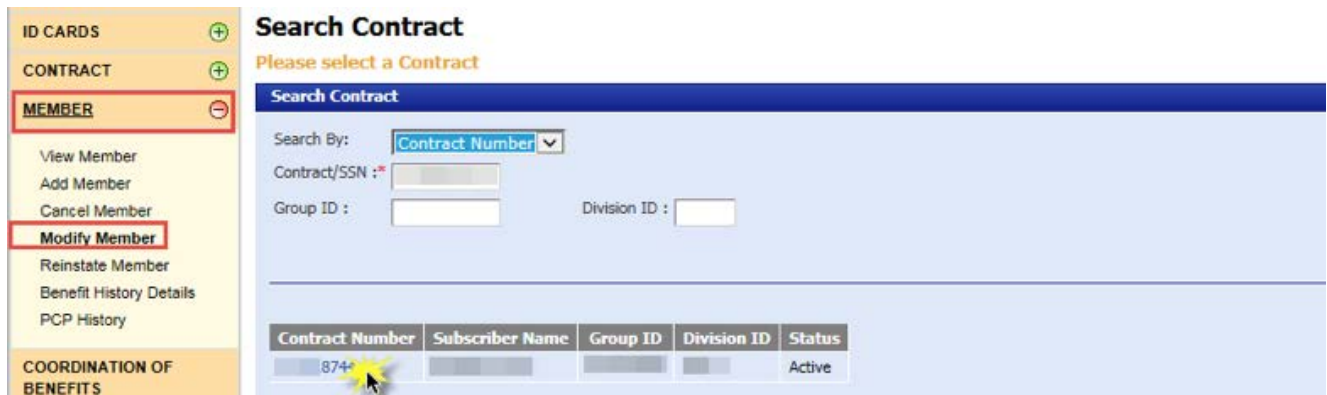 ID CARDS
CONTRACT
MEMBER
View Member
Add Member
Cancel Member
Modify Member
Reinstate Member
Benefit History Details
PCP History
COORDINATION OF
BENEFITS
Search Contract
Please select a Contract
Search Contract
Search By: Contract Number
Contract/SSN :*
Group ID : Division ID :
Contract Number Subscriber Name Group ID Division ID Status
Active